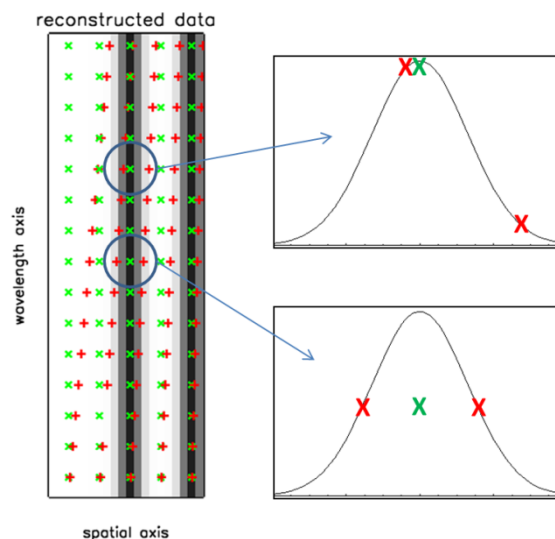 reconstructed data
wavelength axis
spatial axis
X X
X
X X X